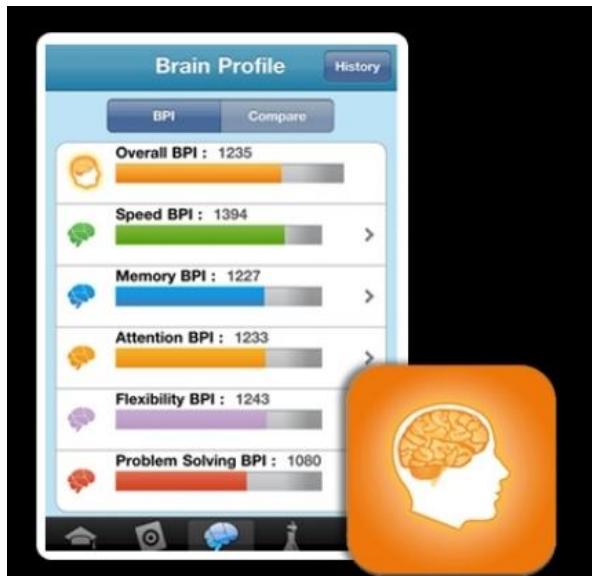 Brain Profile
History
BPI
Compare
Overall BPI : 1235
Speed BPI : 1394
Memory BPI : 1227
Attention BPI : 1233
Flexibility BPI : 1243
Problem Solving BPI : 1080